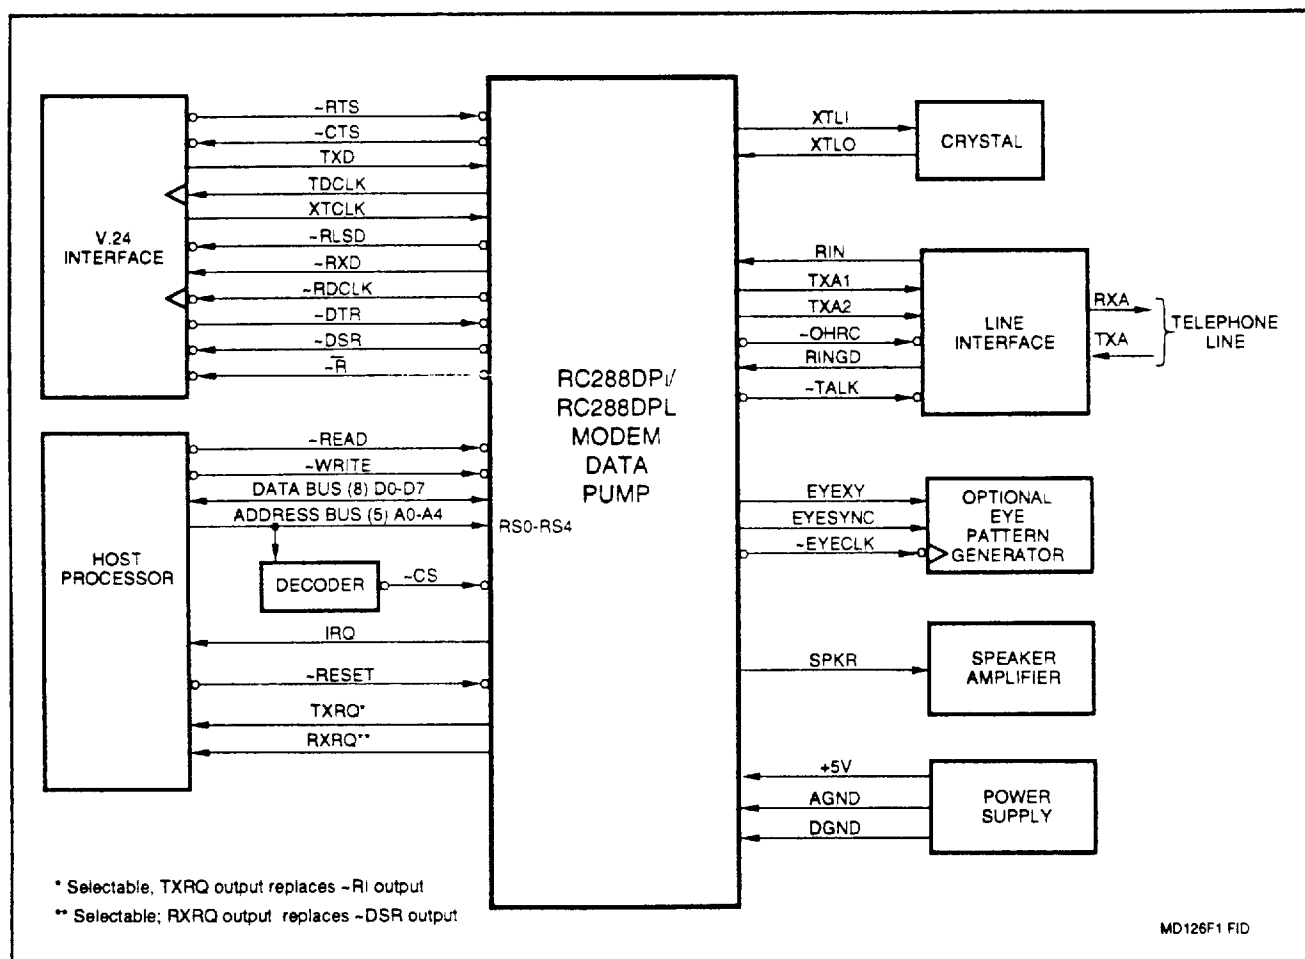 V.24
INTERFACE
~RTS
~CTS
TXD
TDCLK
XTCLK
~RLSD
~RXD
~RDCLK
~DTR
~DSR
~R̅
HOST
PROCESSOR
~READ
~WRITE
DATA BUS (8) D0-D7
ADDRESS BUS (5) A0-A4
DECODER
~CS
IRQ
~RESET
TXRQ*
RXRQ**
RS0-RS4
RC288DPi/
RC288DPL
MODEM
DATA
PUMP
XTLI
XTLO
CRYSTAL
RIN
TXA1
TXA2
~OHRC
RINGD
~TALK
LINE
INTERFACE
RXA
TXA
TELEPHONE
LINE
EYEXY
EYESYNC
~EYECLK
OPTIONAL
EYE
PATTERN
GENERATOR
SPKR
SPEAKER
AMPLIFIER
+5V
AGND
DGND
POWER
SUPPLY
* Selectable, TXRQ output replaces ~RI output
** Selectable; RXRQ output replaces ~DSR output
MD126F1 FID